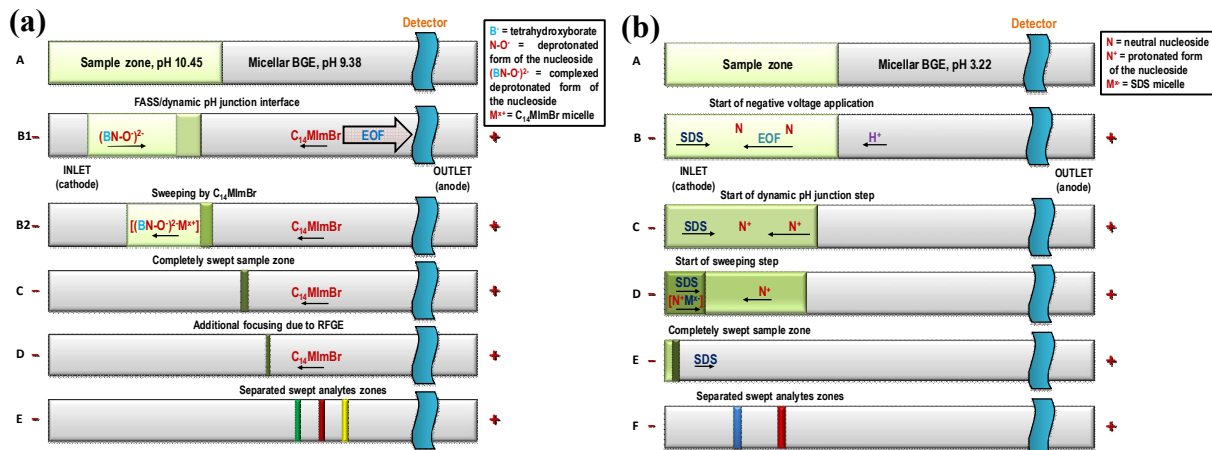 (a)
Detector
B⁻ = tetrahydroxyborate
N-O⁻ = deprotonated
form of the nucleoside
(BN-O⁻)²⁻ = complexed
deprotonated form of
the nucleoside
Mˣ⁺ = C₁₄MImBr micelle
A
Sample zone, pH 10.45
Micellar BGE, pH 9.38
FASS/dynamic pH junction interface
B1 -
(BN-O⁻)²⁻
C₁₄MImBr
EOF
+
INLET
(cathode)
OUTLET
(anode)
Sweeping by C₁₄MImBr
B2 -
[(BN-O⁻)²⁻Mˣ⁺]
C₁₄MImBr
+
Completely swept sample zone
C -
C₁₄MImBr
+
Additional focusing due to RFGE
D -
C₁₄MImBr
+
Separated swept analytes zones
E -
+
(b)
Detector
N = neutral nucleoside
N⁺ = protonated form
of the nucleoside
Mˣ⁻ = SDS micelle
A
Sample zone
Micellar BGE, pH 3.22
Start of negative voltage application
B -
SDS
N
EOF
N
H⁺
+
INLET
(cathode)
OUTLET
(anode)
Start of dynamic pH junction step
C -
SDS
N⁺
N⁺
+
Start of sweeping step
D -
SDS
[N⁺Mˣ⁻]
N⁺
+
Completely swept sample zone
E -
SDS
+
Separated swept analytes zones
F -
+